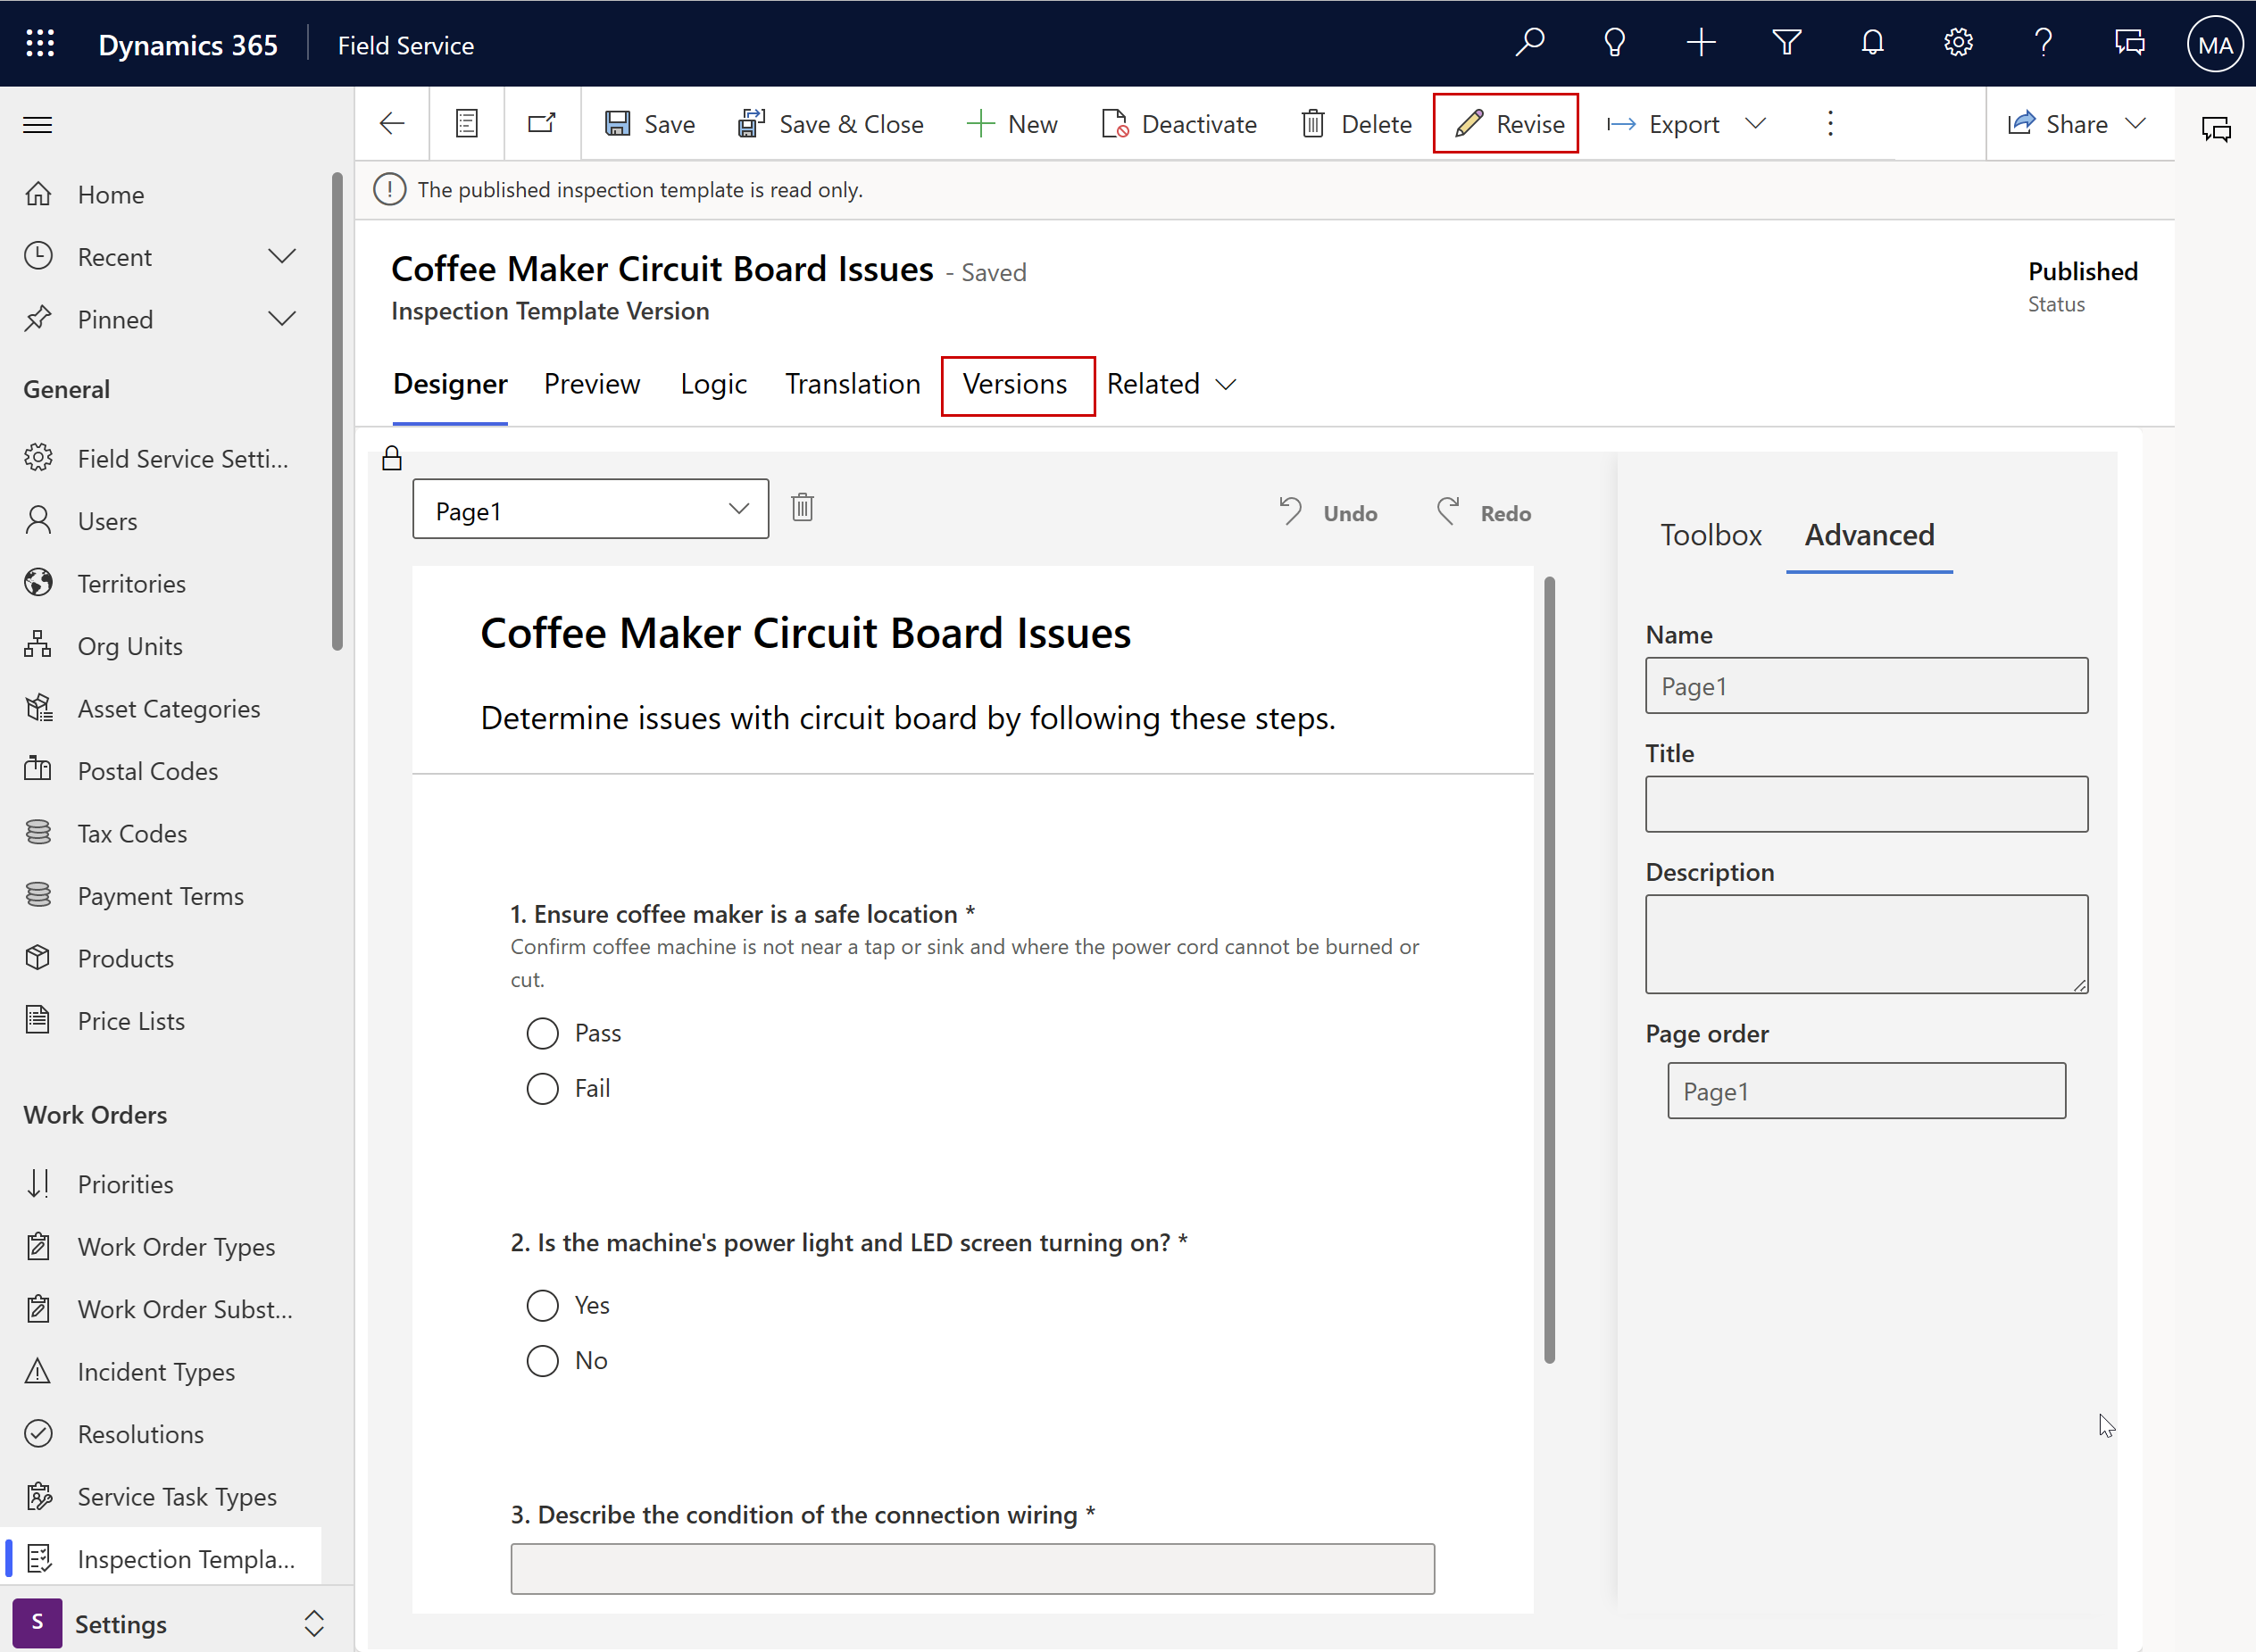 Dynamics 365
Field Service
MA
Save
Save & Close
New
Deactivate
Delete
Revise
Export
Share
The published inspection template is read only.
Home
Recent
Pinned
General
Field Service Setti...
Users
Territories
Org Units
Asset Categories
Postal Codes
Tax Codes
Payment Terms
Products
Price Lists
Work Orders
Priorities
Work Order Types
Work Order Subst...
Incident Types
Resolutions
Service Task Types
Inspection Templa...
S
Settings
Coffee Maker Circuit Board Issues - Saved
Inspection Template Version
Published
Status
Designer
Preview
Logic
Translation
Versions
Related
Page1
Undo
Redo
Coffee Maker Circuit Board Issues
Determine issues with circuit board by following these steps.
1. Ensure coffee maker is a safe location *
Confirm coffee machine is not near a tap or sink and where the power cord cannot be burned or
cut.
Pass
Fail
2. Is the machine's power light and LED screen turning on? *
Yes
No
3. Describe the condition of the connection wiring *
Toolbox
Advanced
Name
Page1
Title
Description
Page order
Page1